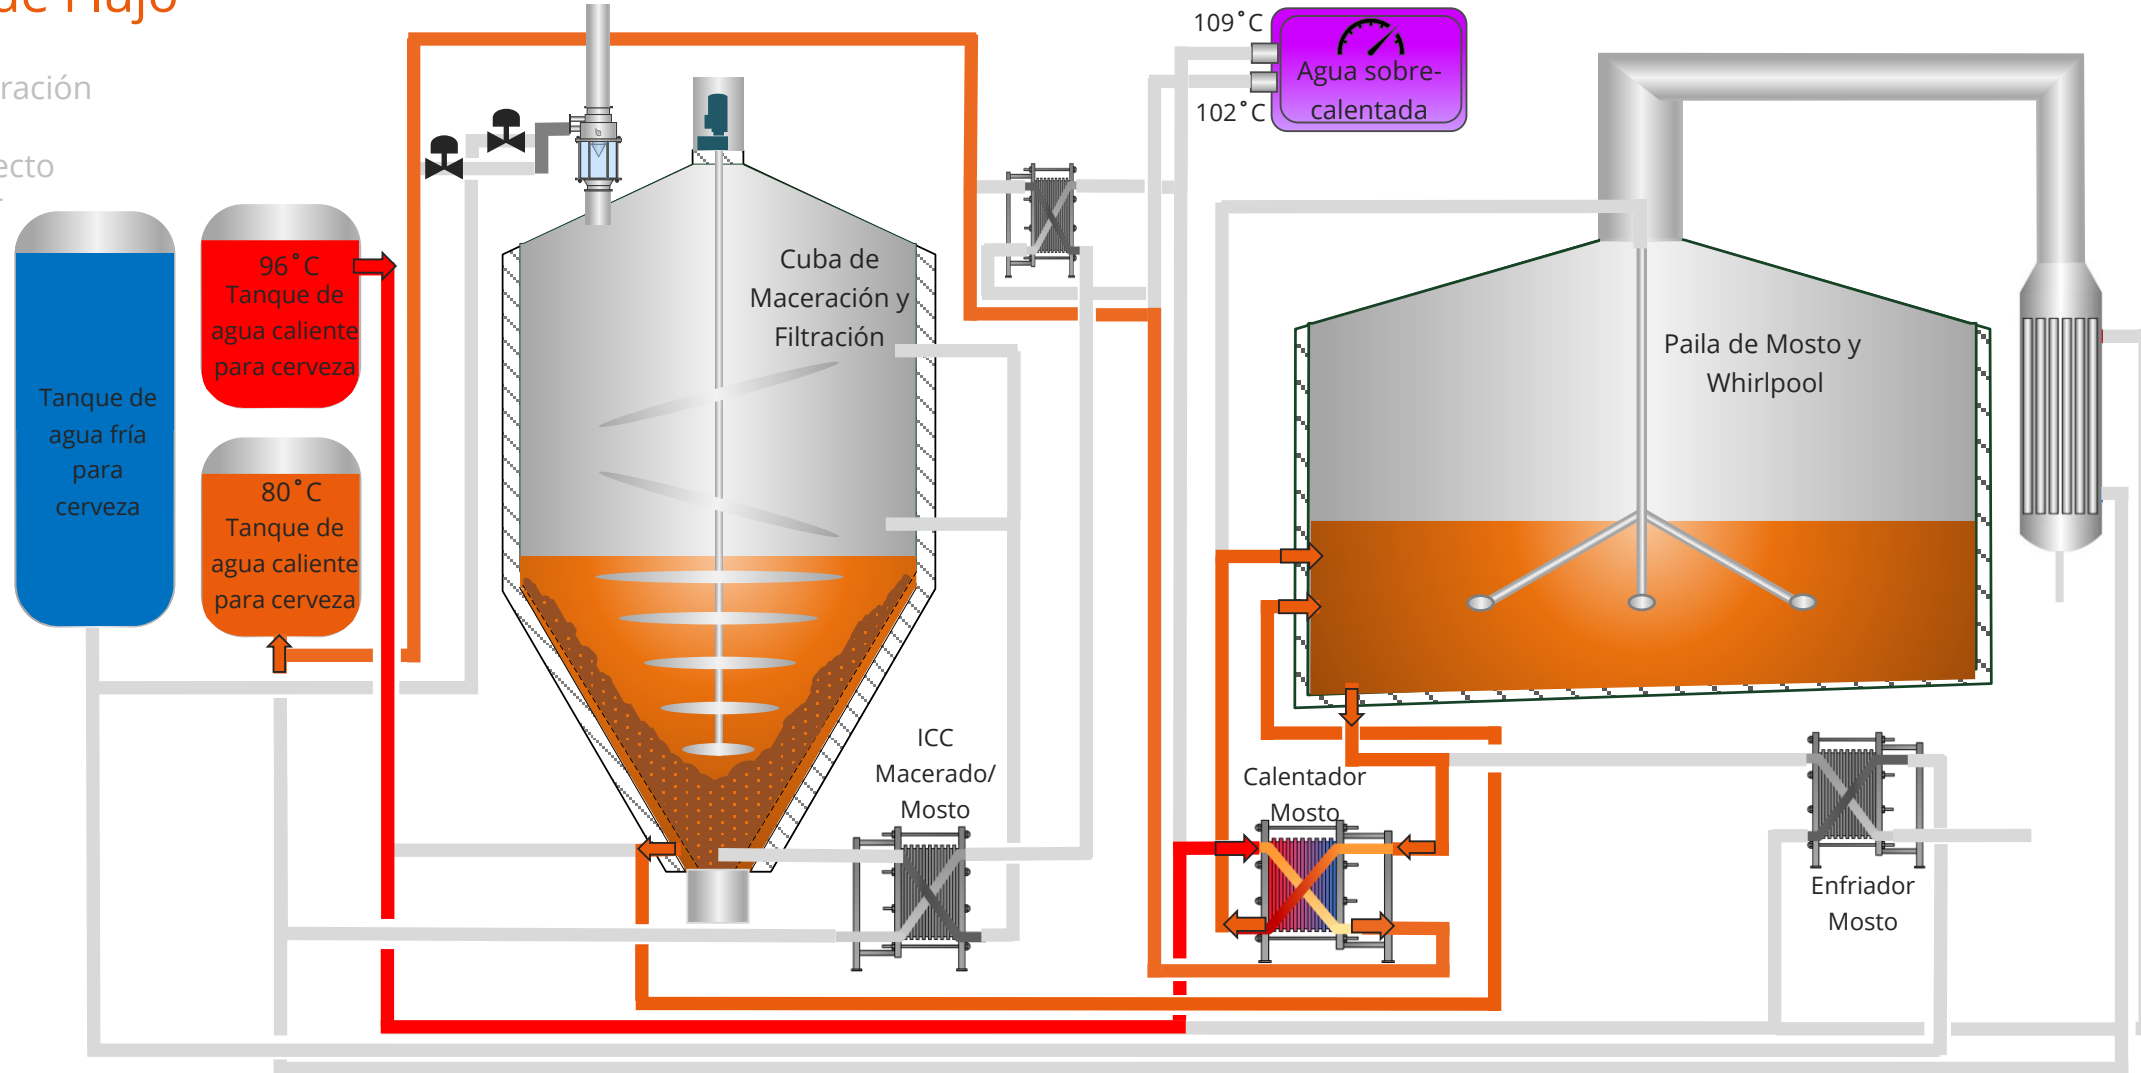 de Flujo
ración
ecto
109°C
Agua sobre-
calentada
102°C
96°C
Tanque de
agua caliente
para cerveza
Tanque de
agua fría
para
cerveza
80°C
Tanque de
agua caliente
para cerveza
Cuba de
Maceración y
Filtración
Paila de Mosto y
Whirlpool
ICC
Macerado/
Mosto
Calentador
Mosto
Enfriador
Mosto